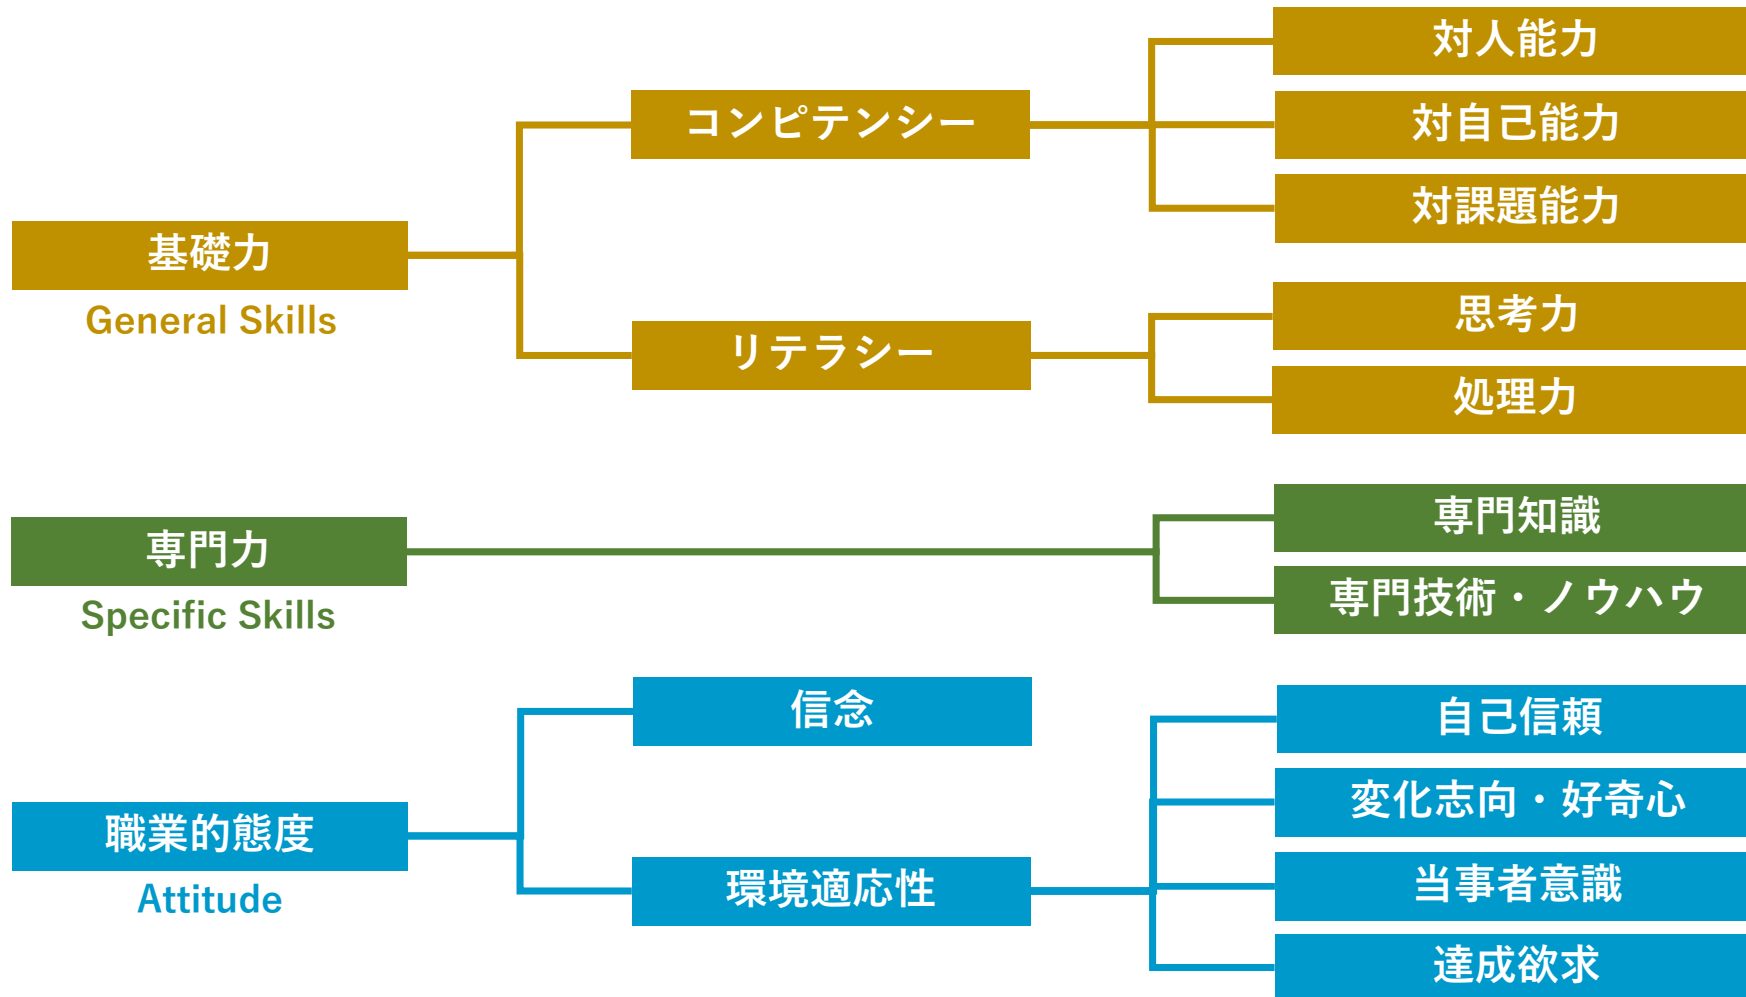 基礎力
General Skills
コンピテンシー
対人能力
対自己能力
対課題能力
リテラシー
思考力
処理力
専門力
Specific Skills
専門知識
専門技術・ノウハウ
職業的態度
Attitude
信念
環境適応性
自己信頼
変化志向・好奇心
当事者意識
達成欲求